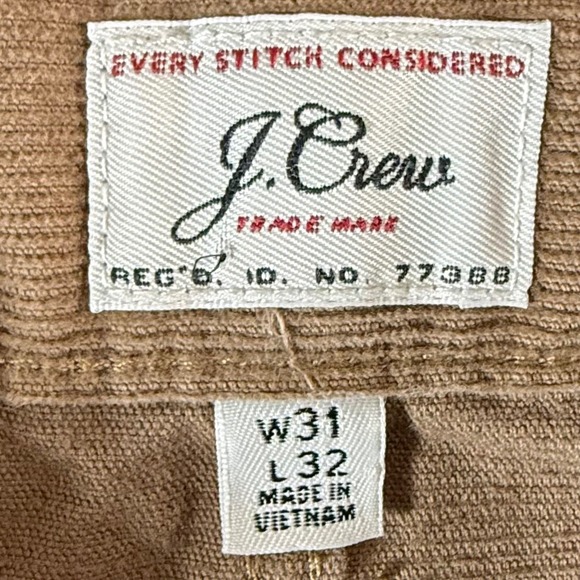 EVERY STITCH CONSIDERED
J.Crew
TRADE MARK
REG'D. ID. NO. 77388
W31
L32
MADE IN
VIETNAM